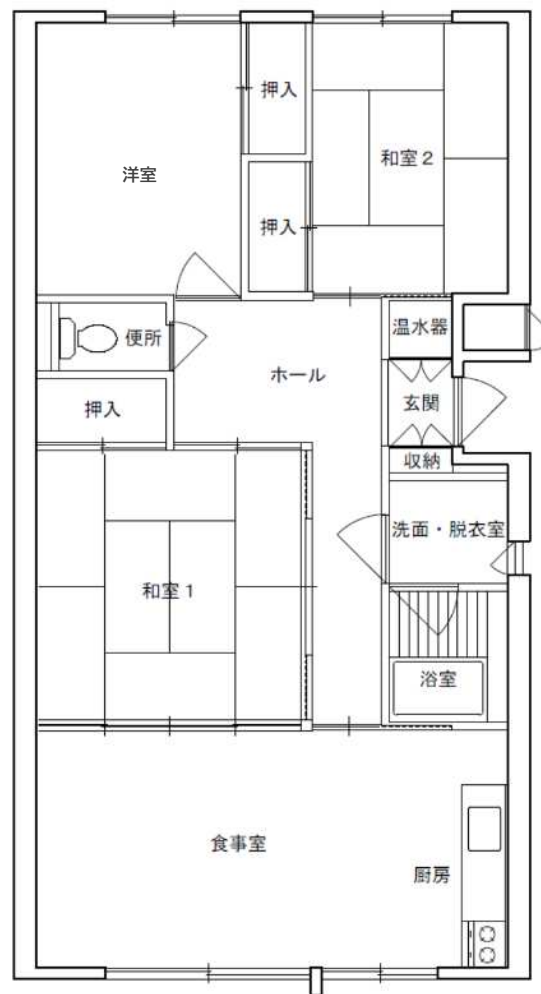 押入
和室２
洋室
押入
温水器
便所
ホール
玄関
押入
収納
洗面・脱衣室
和室１
浴室
食事室
厨房